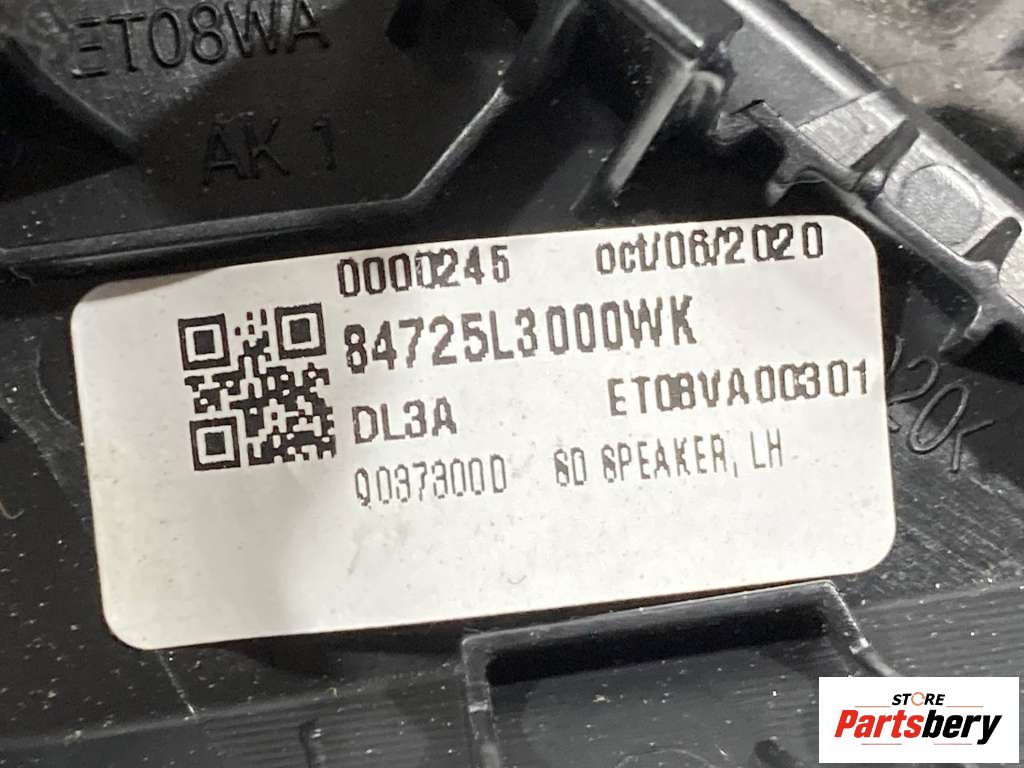 ET08WA
AK 1
0000245 oct/06/2020
84725L3000WK
DL3A ET08VA00301
Q0373000 SD SPEAKER, LH
STORE
Partsbery